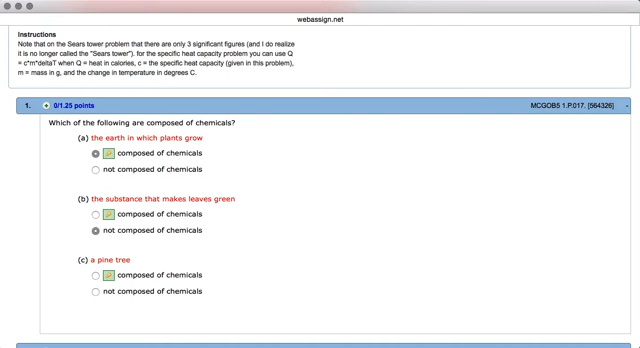 webassign.net
Instructions
Note that on the Sears tower problem that there are only 3 significant figures (and I do realize
it is no longer called the "Sears tower"). for the specific heat capacity problem you can use Q
= c*m*deltaT when Q = heat in calories, c = the specific heat capacity (given in this problem),
m = mass in g, and the change in temperature in degrees C.
1. + 0/1.25 points MCGOB5 1.P.017. [564326] -
Which of the following are composed of chemicals?
(a) the earth in which plants grow
composed of chemicals
not composed of chemicals
(b) the substance that makes leaves green
composed of chemicals
not composed of chemicals
(c) a pine tree
composed of chemicals
not composed of chemicals